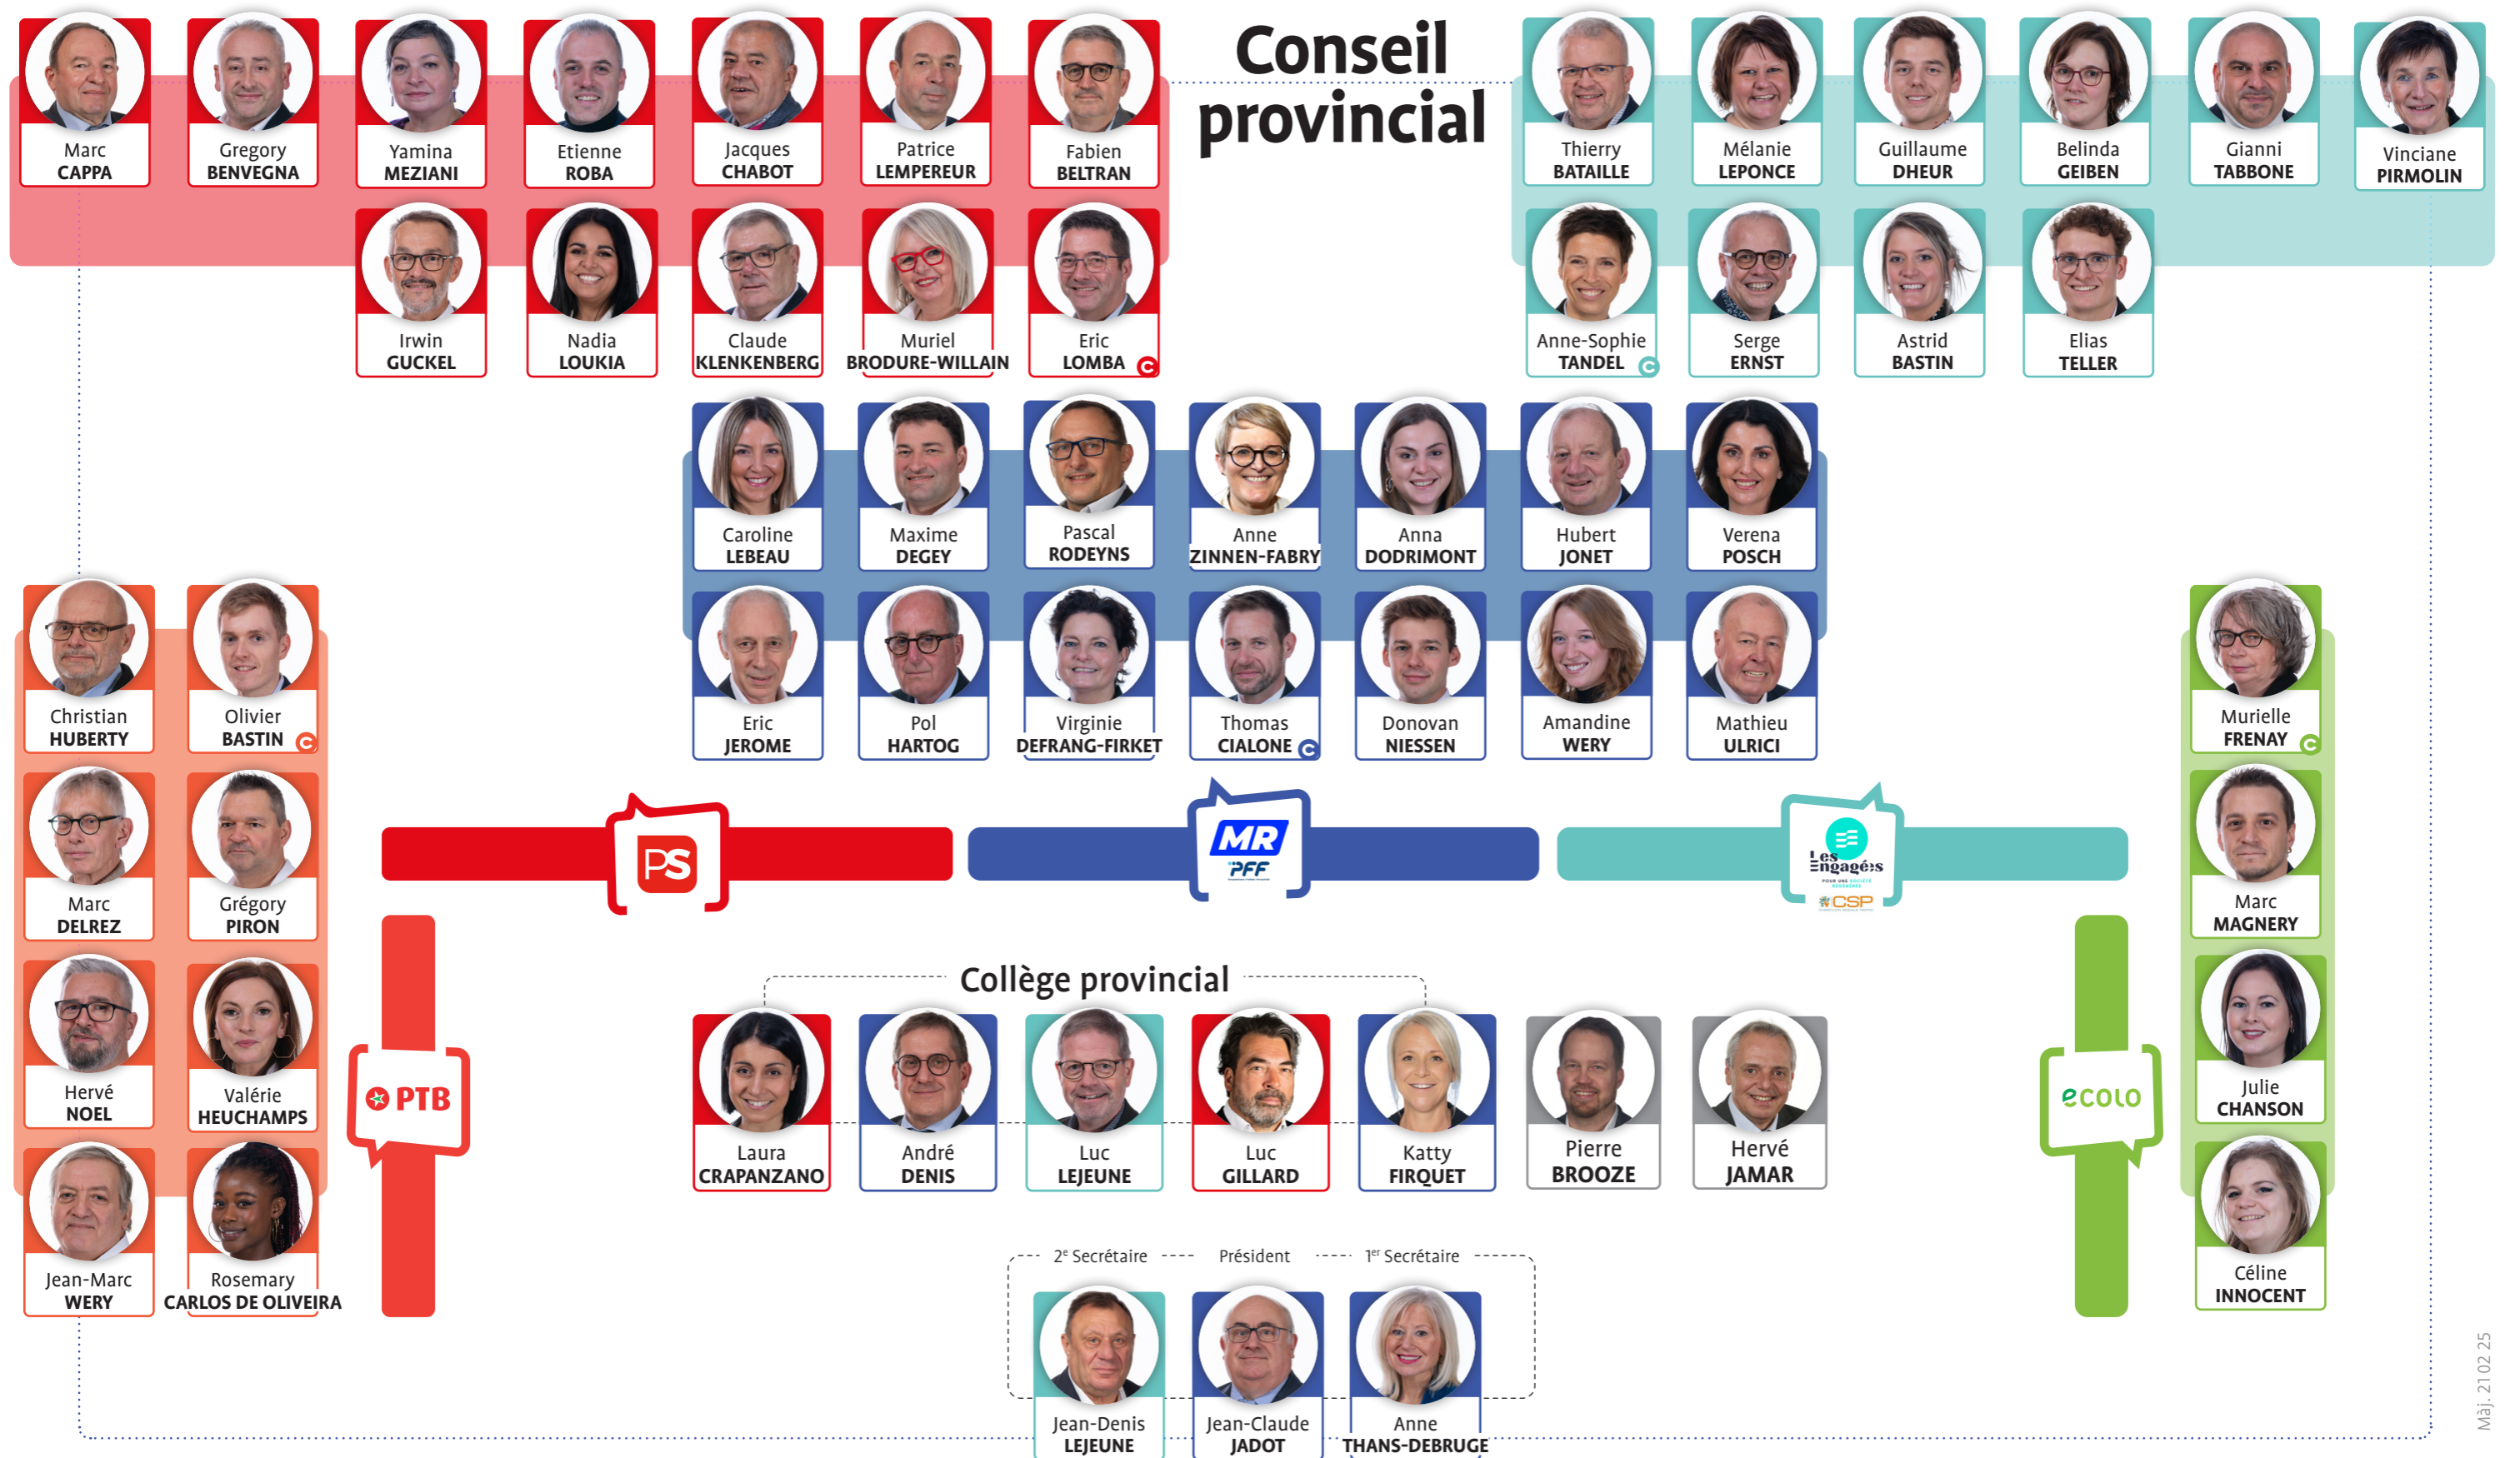 Conseil
provincial
Marc
CAPPA
Gregory
BENVEGNA
Yamina
MEZIANI
Etienne
ROBA
Jacques
CHABOT
Patrice
LEMPEREUR
Fabien
BELTRAN
Thierry
BATAILLE
Mélanie
LEPONCE
Guillaume
DHEUR
Belinda
GEIBEN
Gianni
TABBONE
Vinciane
PIRMOLIN
Irwin
GUCKEL
Nadia
LOUKIA
Claude
KLENKENBERG
Muriel
BRODURE-WILLAIN
Eric
LOMBA C
Anne-Sophie
TANDEL C
Serge
ERNST
Astrid
BASTIN
Elias
TELLER
Caroline
LEBEAU
Maxime
DEGEY
Pascal
RODEYNS
Anne
ZINNEN-FABRY
Anna
DODRIMONT
Hubert
JONET
Verena
POSCH
Eric
JEROME
Pol
HARTOG
Virginie
DEFRANG-FIRKET
Thomas
CIALONE C
Donovan
NIESSEN
Amandine
WERY
Mathieu
ULRICI
Christian
HUBERTY
Olivier
BASTIN C
Marc
DELREZ
Grégory
PIRON
Hervé
NOEL
Valérie
HEUCHAMPS
Jean-Marc
WERY
Rosemary
CARLOS DE OLIVEIRA
Murielle
FRENAY C
Marc
MAGNERY
Julie
CHANSON
Céline
INNOCENT
PS
MR
PFF
Les
Engagés
POUR UNE SOCIÉTÉ
RÉGÉNÉRÉE
CSP
PTB
ecolo
Collège provincial
Laura
CRAPANZANO
André
DENIS
Luc
LEJEUNE
Luc
GILLARD
Katty
FIRQUET
Pierre
BROOZE
Hervé
JAMAR
2e Secrétaire
Président
1er Secrétaire
Jean-Denis
LEJEUNE
Jean-Claude
JADOT
Anne
THANS-DEBRUGE
Màj. 21 02 25